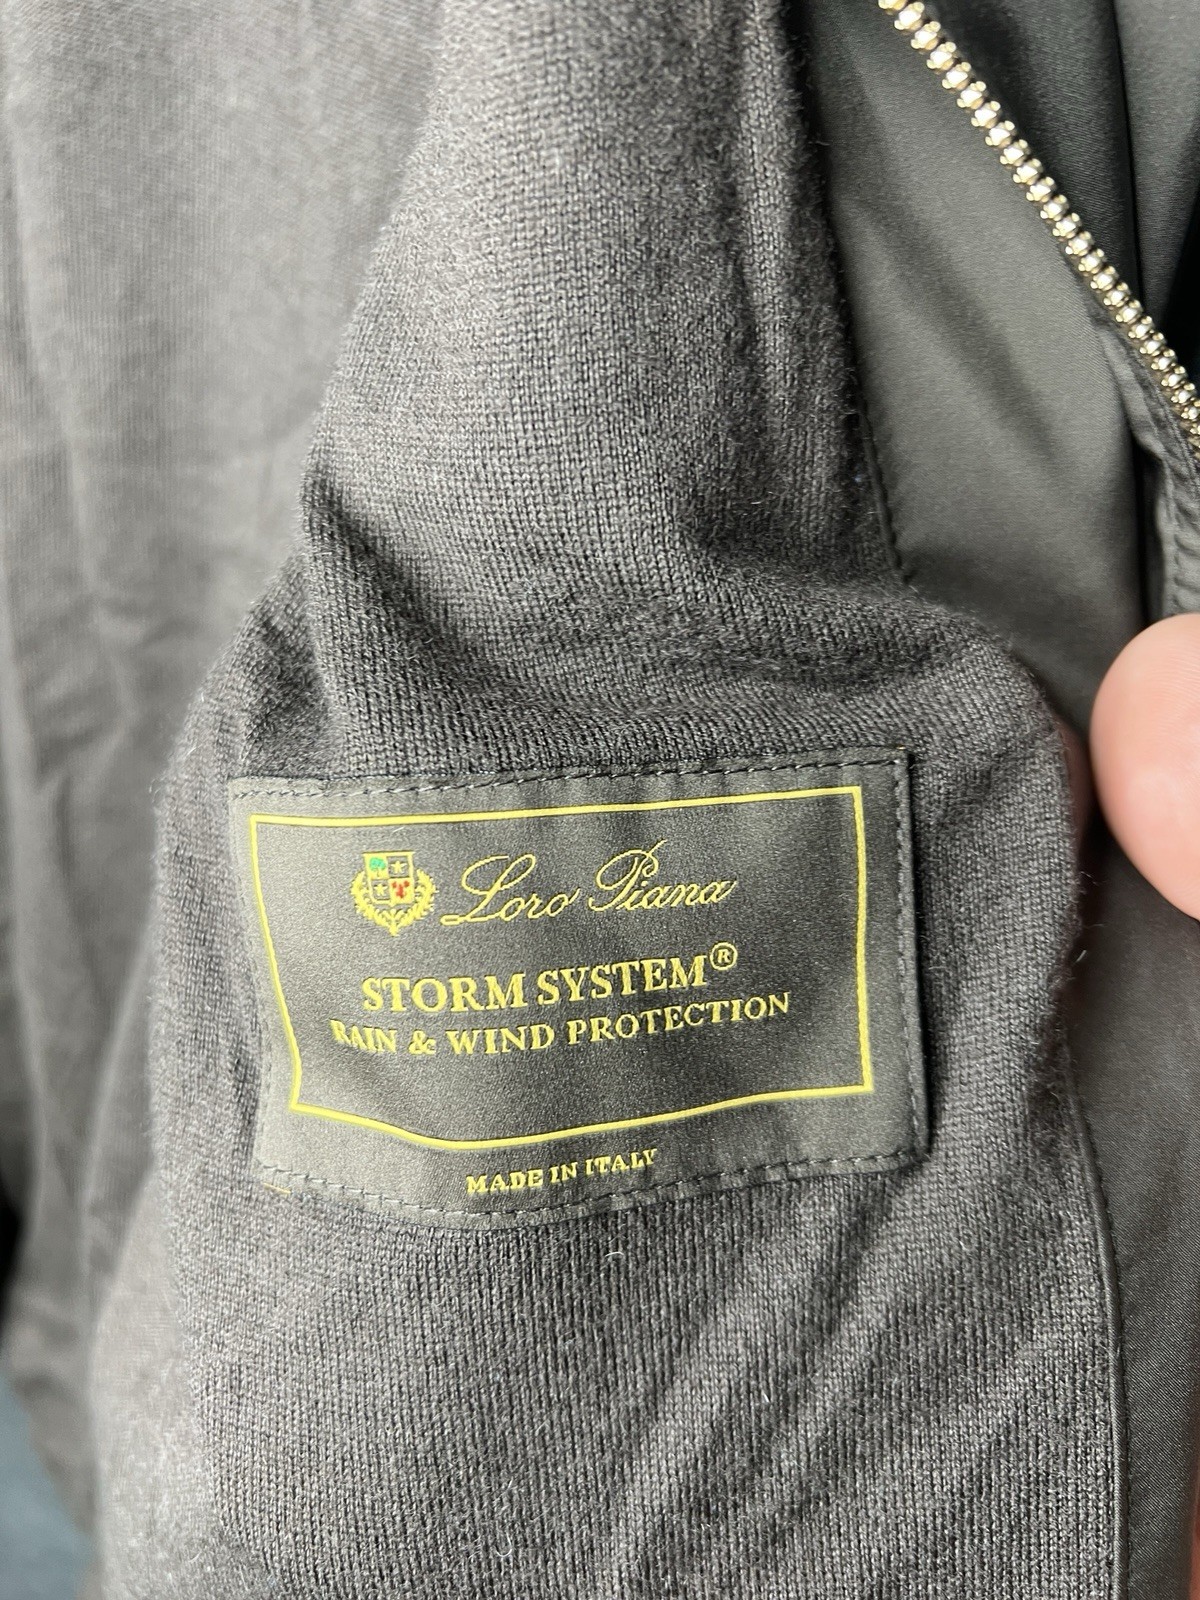 Loro Piana
STORM SYSTEM®
RAIN & WIND PROTECTION
MADE IN ITALY